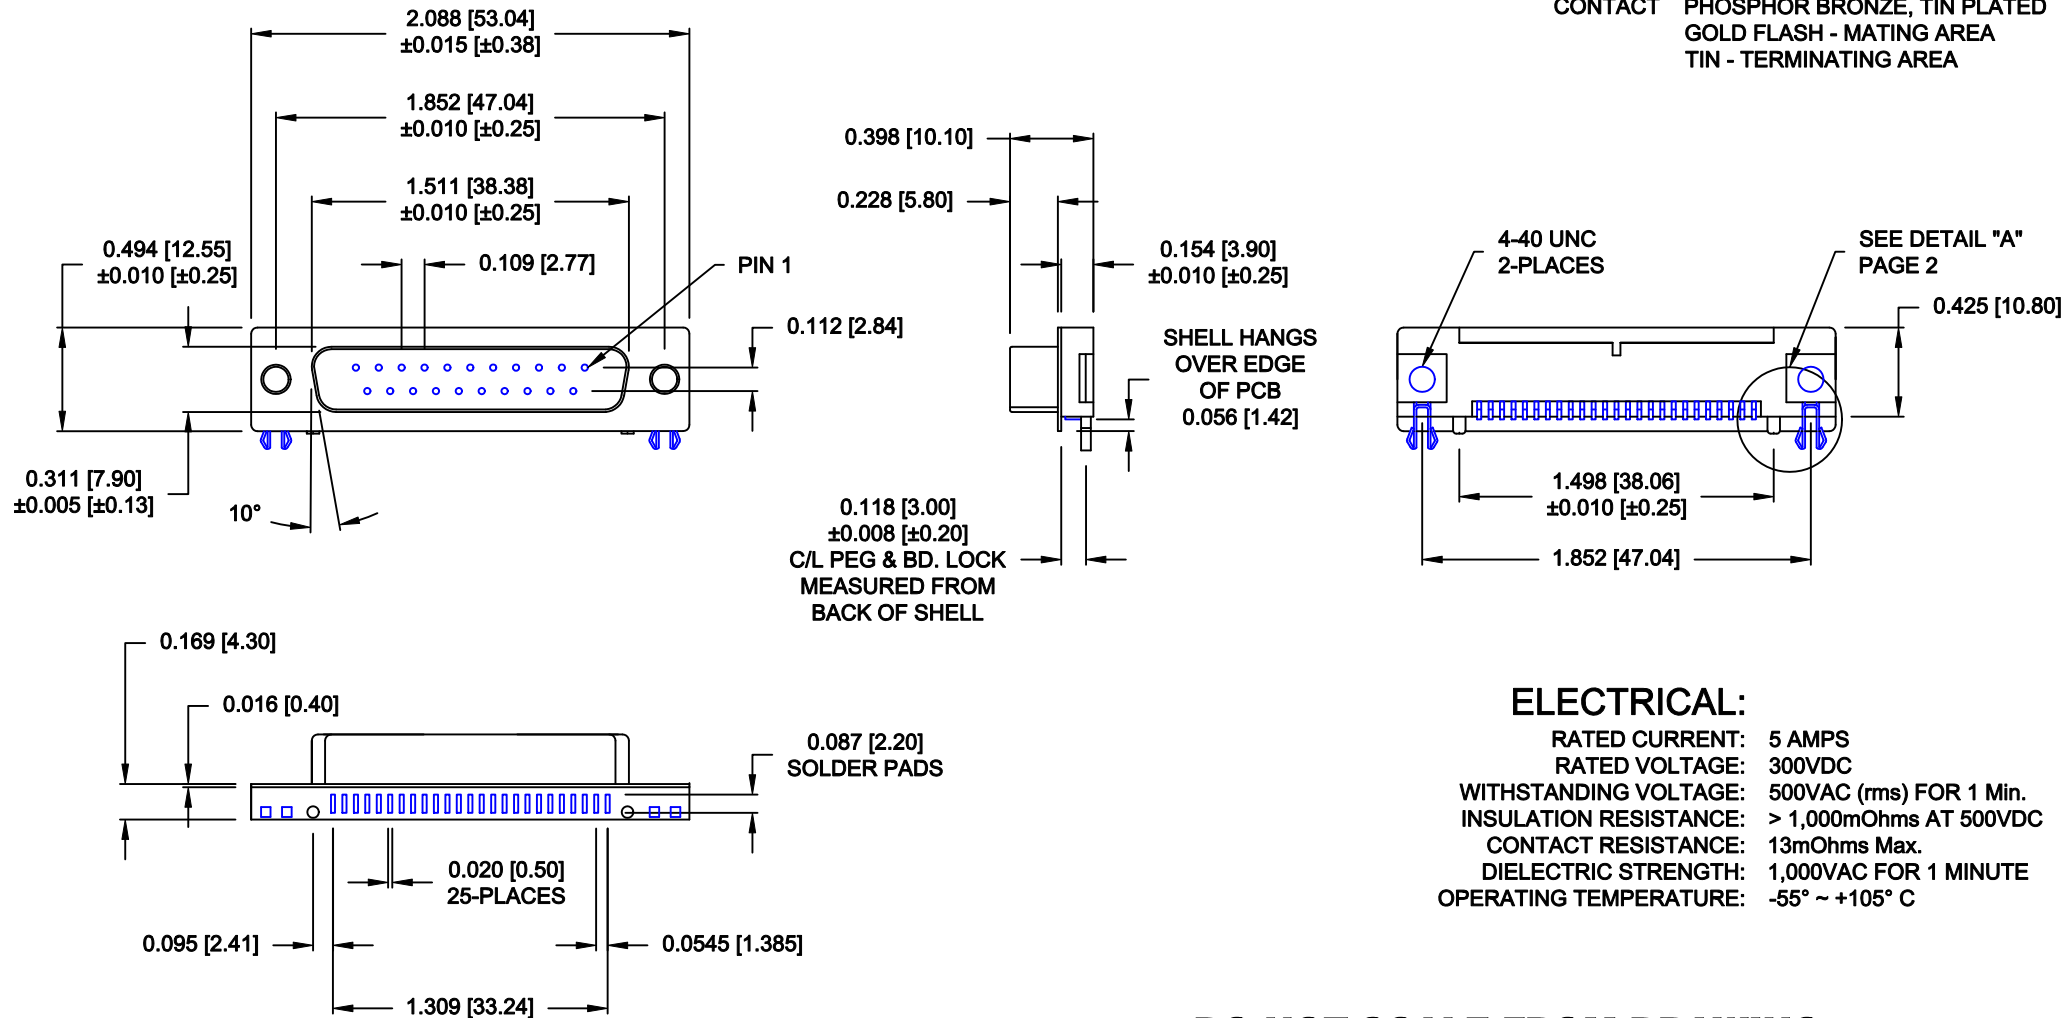 CONTACT PHOSPHOR BRONZE, TIN PLATED
GOLD FLASH - MATING AREA
TIN - TERMINATING AREA
2.088 [53.04]
±0.015 [±0.38]
1.852 [47.04]
±0.010 [±0.25]
1.511 [38.38]
±0.010 [±0.25]
0.494 [12.55]
±0.010 [±0.25]
0.109 [2.77]
PIN 1
0.112 [2.84]
0.311 [7.90]
±0.005 [±0.13]
10°
0.398 [10.10]
0.228 [5.80]
0.154 [3.90]
±0.010 [±0.25]
SHELL HANGS
OVER EDGE
OF PCB
0.056 [1.42]
0.118 [3.00]
±0.008 [±0.20]
C/L PEG & BD. LOCK
MEASURED FROM
BACK OF SHELL
4-40 UNC
2-PLACES
SEE DETAIL "A"
PAGE 2
0.425 [10.80]
1.498 [38.06]
±0.010 [±0.25]
1.852 [47.04]
0.169 [4.30]
0.016 [0.40]
0.087 [2.20]
SOLDER PADS
0.020 [0.50]
25-PLACES
0.095 [2.41]
0.0545 [1.385]
1.309 [33.24]
ELECTRICAL:
RATED CURRENT: 5 AMPS
RATED VOLTAGE: 300VDC
WITHSTANDING VOLTAGE: 500VAC (rms) FOR 1 Min.
INSULATION RESISTANCE: > 1,000mOhms AT 500VDC
CONTACT RESISTANCE: 13mOhms Max.
DIELECTRIC STRENGTH: 1,000VAC FOR 1 MINUTE
OPERATING TEMPERATURE: -55° ~ +105° C
DO NOT SCALE FROM DRAWING